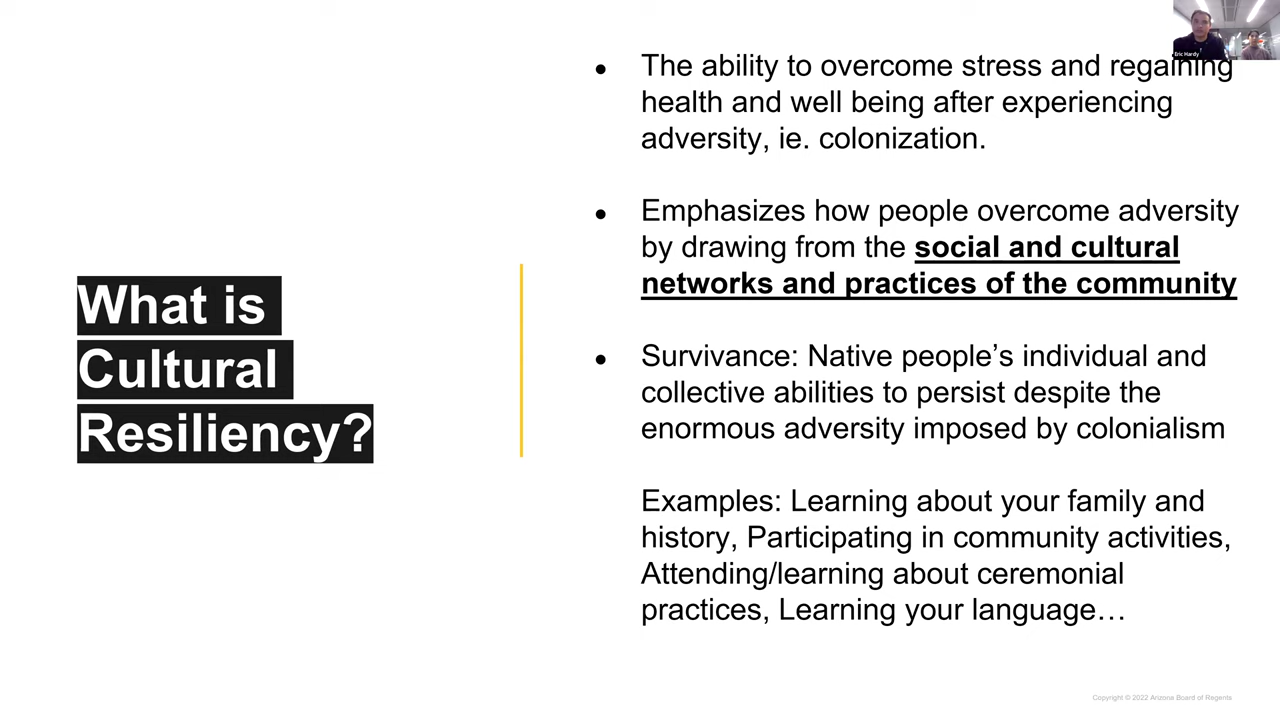 What is
Cultural
Resiliency?
● The ability to overcome stress and regaining
health and well being after experiencing
adversity, ie. colonization.
● Emphasizes how people overcome adversity
by drawing from the social and cultural
networks and practices of the community
● Survivance: Native people’s individual and
collective abilities to persist despite the
enormous adversity imposed by colonialism
Examples: Learning about your family and
history, Participating in community activities,
Attending/learning about ceremonial
practices, Learning your language…
Eric Hardy
Copyright © 2022 Arizona Board of Regents